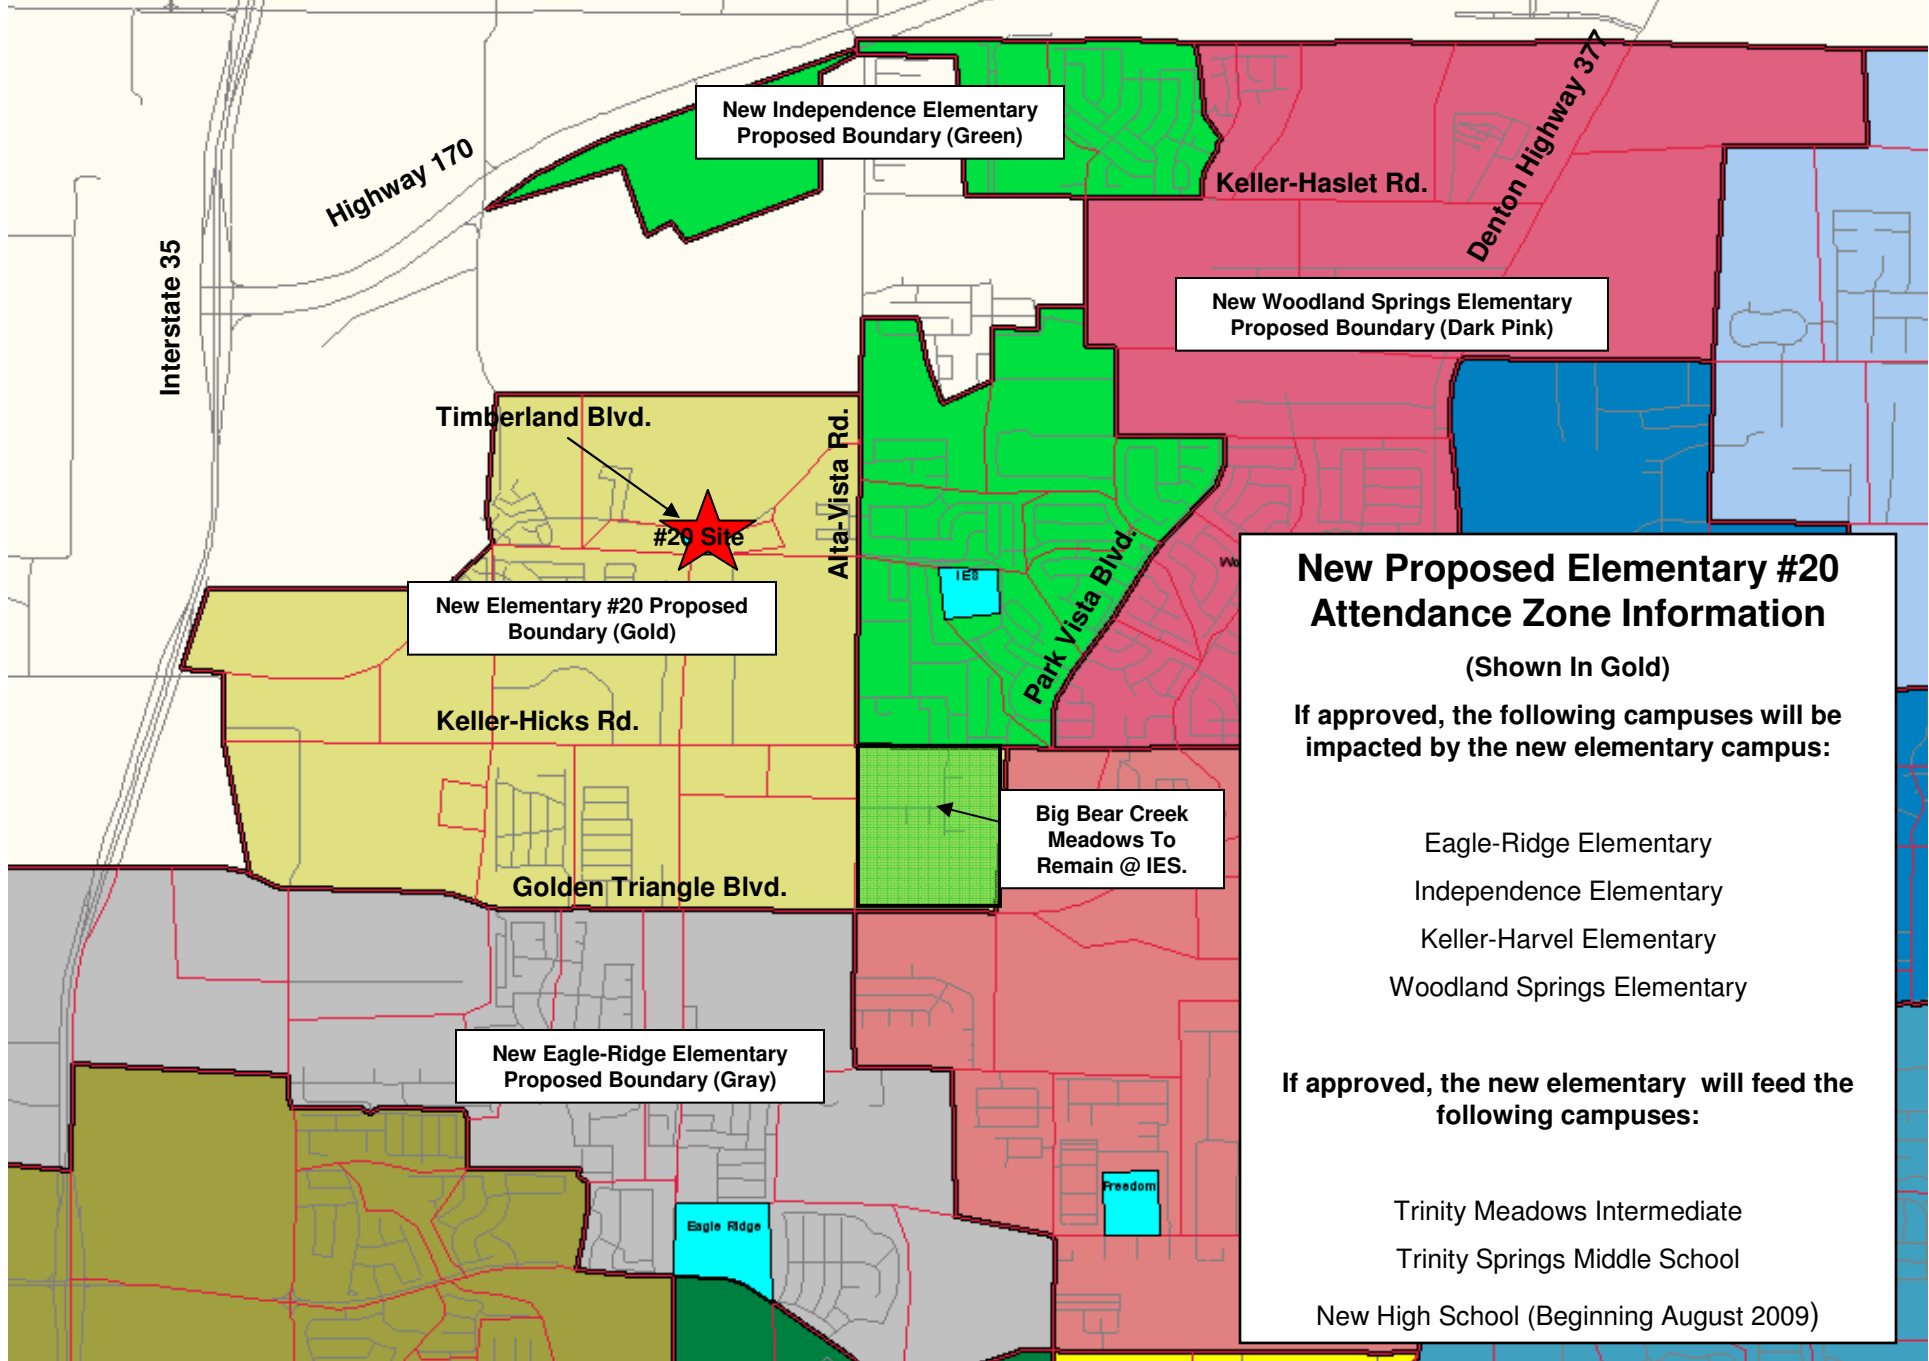 New Independence Elementary
Proposed Boundary (Green)
Highway 170
Interstate 35
Keller-Haslet Rd.
Denton Highway 377
New Woodland Springs Elementary
Proposed Boundary (Dark Pink)
Timberland Blvd.
Alta-Vista Rd.
#20 Site
IES
Park Vista Blvd.
Wo
New Elementary #20 Proposed
Boundary (Gold)
Keller-Hicks Rd.
Big Bear Creek
Meadows To
Remain @ IES.
Golden Triangle Blvd.
New Eagle-Ridge Elementary
Proposed Boundary (Gray)
Eagle Ridge
Freedom
New Proposed Elementary #20
Attendance Zone Information
(Shown In Gold)
If approved, the following campuses will be
impacted by the new elementary campus:
Eagle-Ridge Elementary
Independence Elementary
Keller-Harvel Elementary
Woodland Springs Elementary
If approved, the new elementary will feed the
following campuses:
Trinity Meadows Intermediate
Trinity Springs Middle School
New High School (Beginning August 2009)